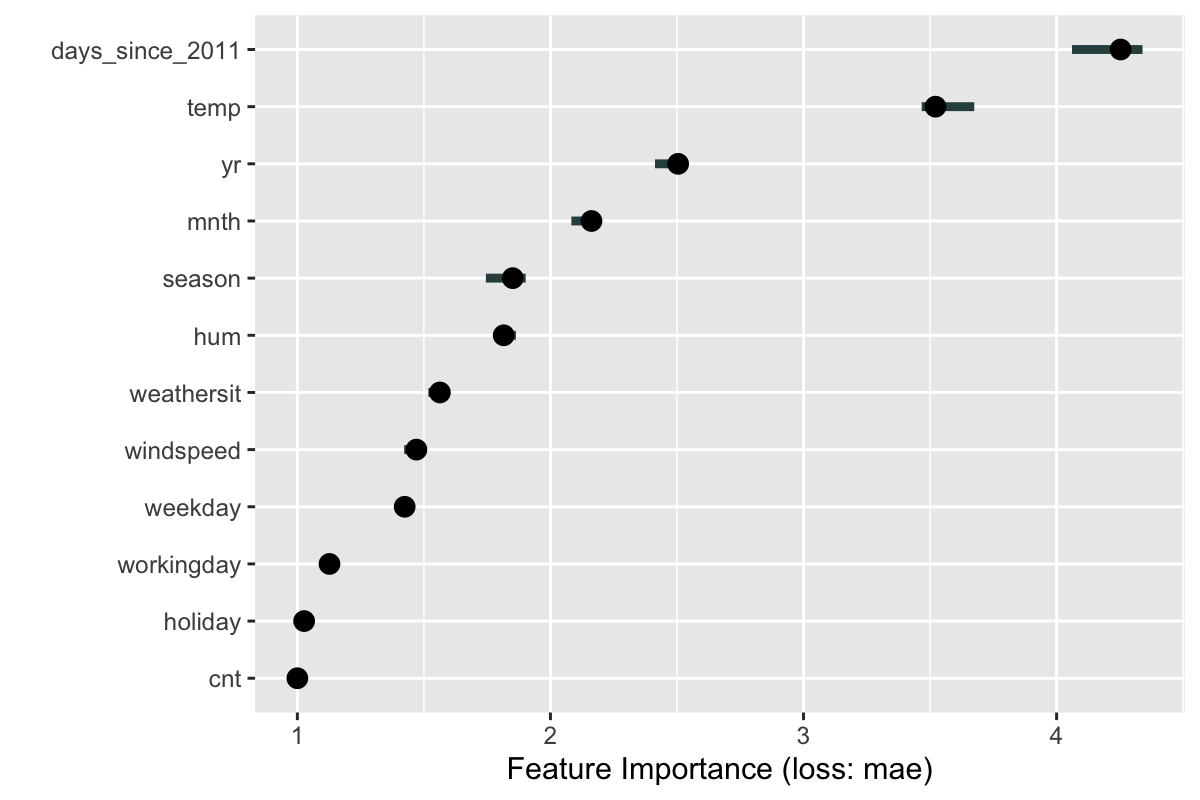 days_since_2011
temp
yr
mnth
season
hum
weathersit
windspeed
weekday
workingday
holiday
cnt
1 2 3 4
Feature Importance (loss: mae)